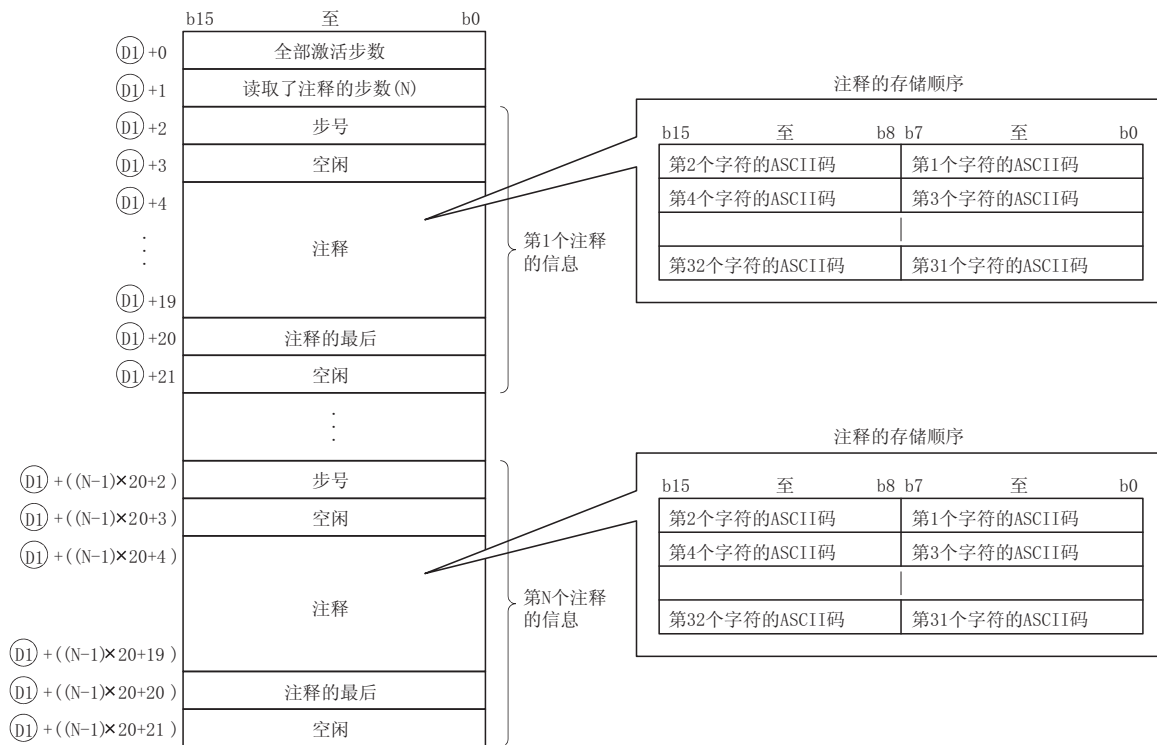 b15 至 b0
D1 +0 全部激活步数
D1 +1 读取了注释的步数(N)
D1 +2 步号
D1 +3 空闲
D1 +4
注释
D1 +19
D1 +20 注释的最后
D1 +21 空闲
第1个注释
的信息
注释的存储顺序
b15 至 b8 b7 至 b0
第2个字符的ASCII码 第1个字符的ASCII码
第4个字符的ASCII码 第3个字符的ASCII码
第32个字符的ASCII码 第31个字符的ASCII码
D1 +((N-1)×20+2) 步号
D1 +((N-1)×20+3) 空闲
D1 +((N-1)×20+4)
注释
D1 +((N-1)×20+19)
D1 +((N-1)×20+20) 注释的最后
D1 +((N-1)×20+21) 空闲
第N个注释
的信息
注释的存储顺序
b15 至 b8 b7 至 b0
第2个字符的ASCII码 第1个字符的ASCII码
第4个字符的ASCII码 第3个字符的ASCII码
第32个字符的ASCII码 第31个字符的ASCII码